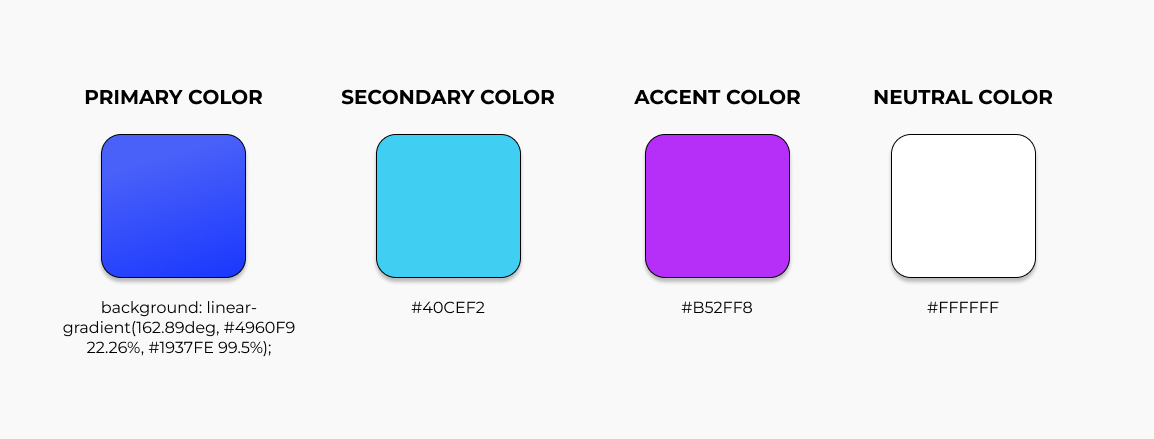 PRIMARY COLOR
SECONDARY COLOR
ACCENT COLOR
NEUTRAL COLOR
background: linear-
gradient(162.89deg, #4960F9
22.26%, #1937FE 99.5%);
#40CEF2
#B52FF8
#FFFFFF